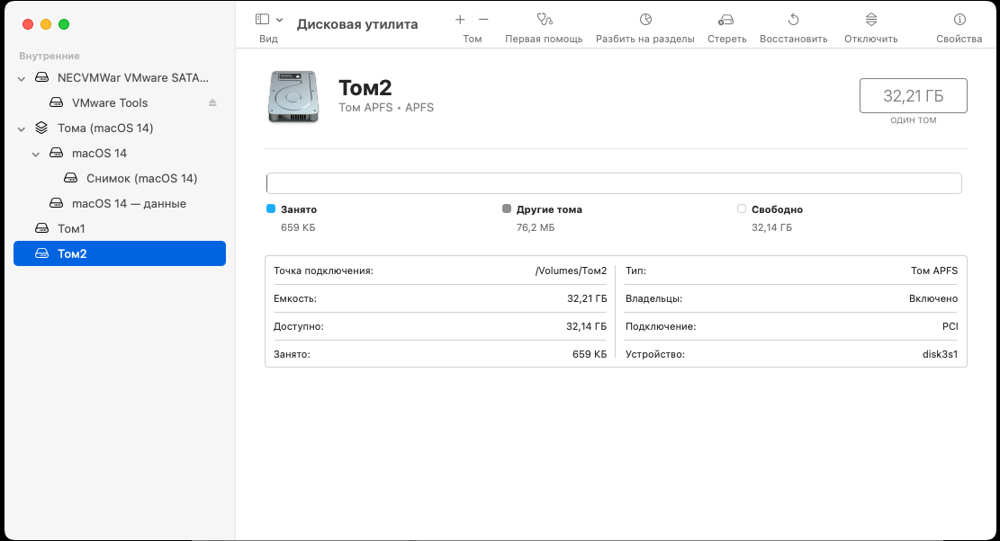 Дисковая утилита
Вид
Том
Первая помощь
Разбить на разделы
Стереть
Восстановить
Отключить
Свойства
Внутренние
NECVMWar VMware SATA...
VMware Tools
Тома (macOS 14)
macOS 14
Снимок (macOS 14)
macOS 14 — данные
Том1
Том2
Том2
Том APFS • APFS
32,21 ГБ
ОДИН ТОМ
Занято
659 КБ
Другие тома
76,2 МБ
Свободно
32,14 ГБ
Точка подключения: /Volumes/Том2
Емкость: 32,21 ГБ
Доступно: 32,14 ГБ
Занято: 659 КБ
Тип: Том APFS
Владельцы: Включено
Подключение: PCI
Устройство: disk3s1